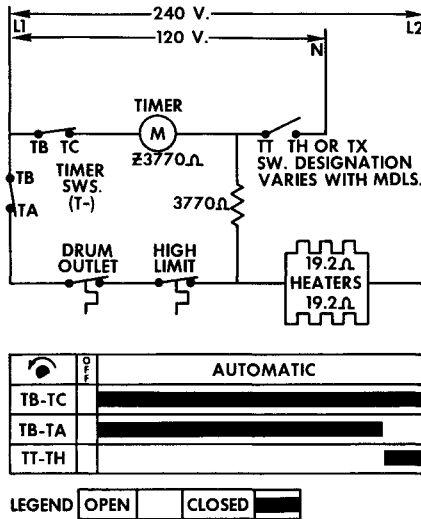 240 V.
L1 L2
120 V.
N
TIMER
M
TB TC Z3770Ω TT TH OR TX
TIMER SW. DESIGNATION
SWS. VARIES WITH MDLS.
(T-)
TB
TA
3770Ω
DRUM HIGH
OUTLET LIMIT
19.2Ω
HEATERS
19.2Ω
OFF AUTOMATIC
TB-TC
TB-TA
TT-TH
LEGEND OPEN CLOSED